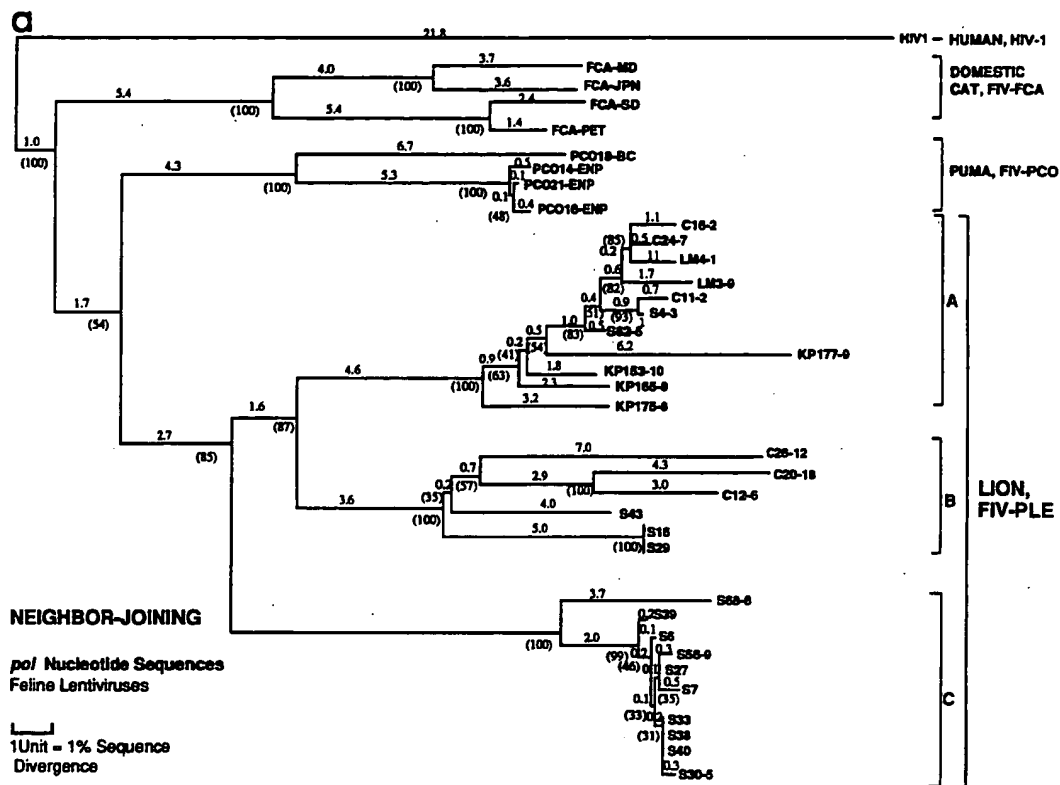 a
21.8
HIV1 – HUMAN, HIV-1
3.7
FCA-MD
4.0
(100)
3.6
FCA-JPN
DOMESTIC
CAT, FIV-FCA
5.4
(100)
2.4
FCA-SD
5.4
(100)
1.4
FCA-PET
1.0
(100)
6.7
PCO18-BC
4.3
(100)
0.5
PCO14-ENP
5.3
(100)
0.1
PCO21-ENP
0.1
0.4
PCO16-ENP
(48)
PUMA, FIV-PCO
1.1
C16-2
(85)
0.5
C24-7
0.2
11
LM4-1
0.6
(82)
1.7
LM3-9
0.7
C11-2
0.4
(51)
0.9
(93)
S4-3
1.0
(83)
0.5
A
1.7
(54)
0.5
(54)
6.2
KP177-9
0.2
(41)
1.8
KP153-10
0.9
(63)
2.3
4.6
(100)
3.2
1.6
(87)
2.7
(85)
7.0
C26-12
0.7
(57)
4.3
C20-18
2.9
(100)
3.0
C12-6
0.2
(35)
3.6
(100)
4.0
S43
5.0
(100)
S16
S29
B
LION,
FIV-PLE
3.7
(100)
0.2
S39
2.0
(99)
0.1
S6
0.2
(46)
0.3
S56-9
S27
0.5
S7
(35)
0.1
(33)
S33
(31)
S38
S40
0.3
S30-5
C
NEIGHBOR-JOINING
pol Nucleotide Sequences
Feline Lentiviruses
1Unit = 1% Sequence
Divergence